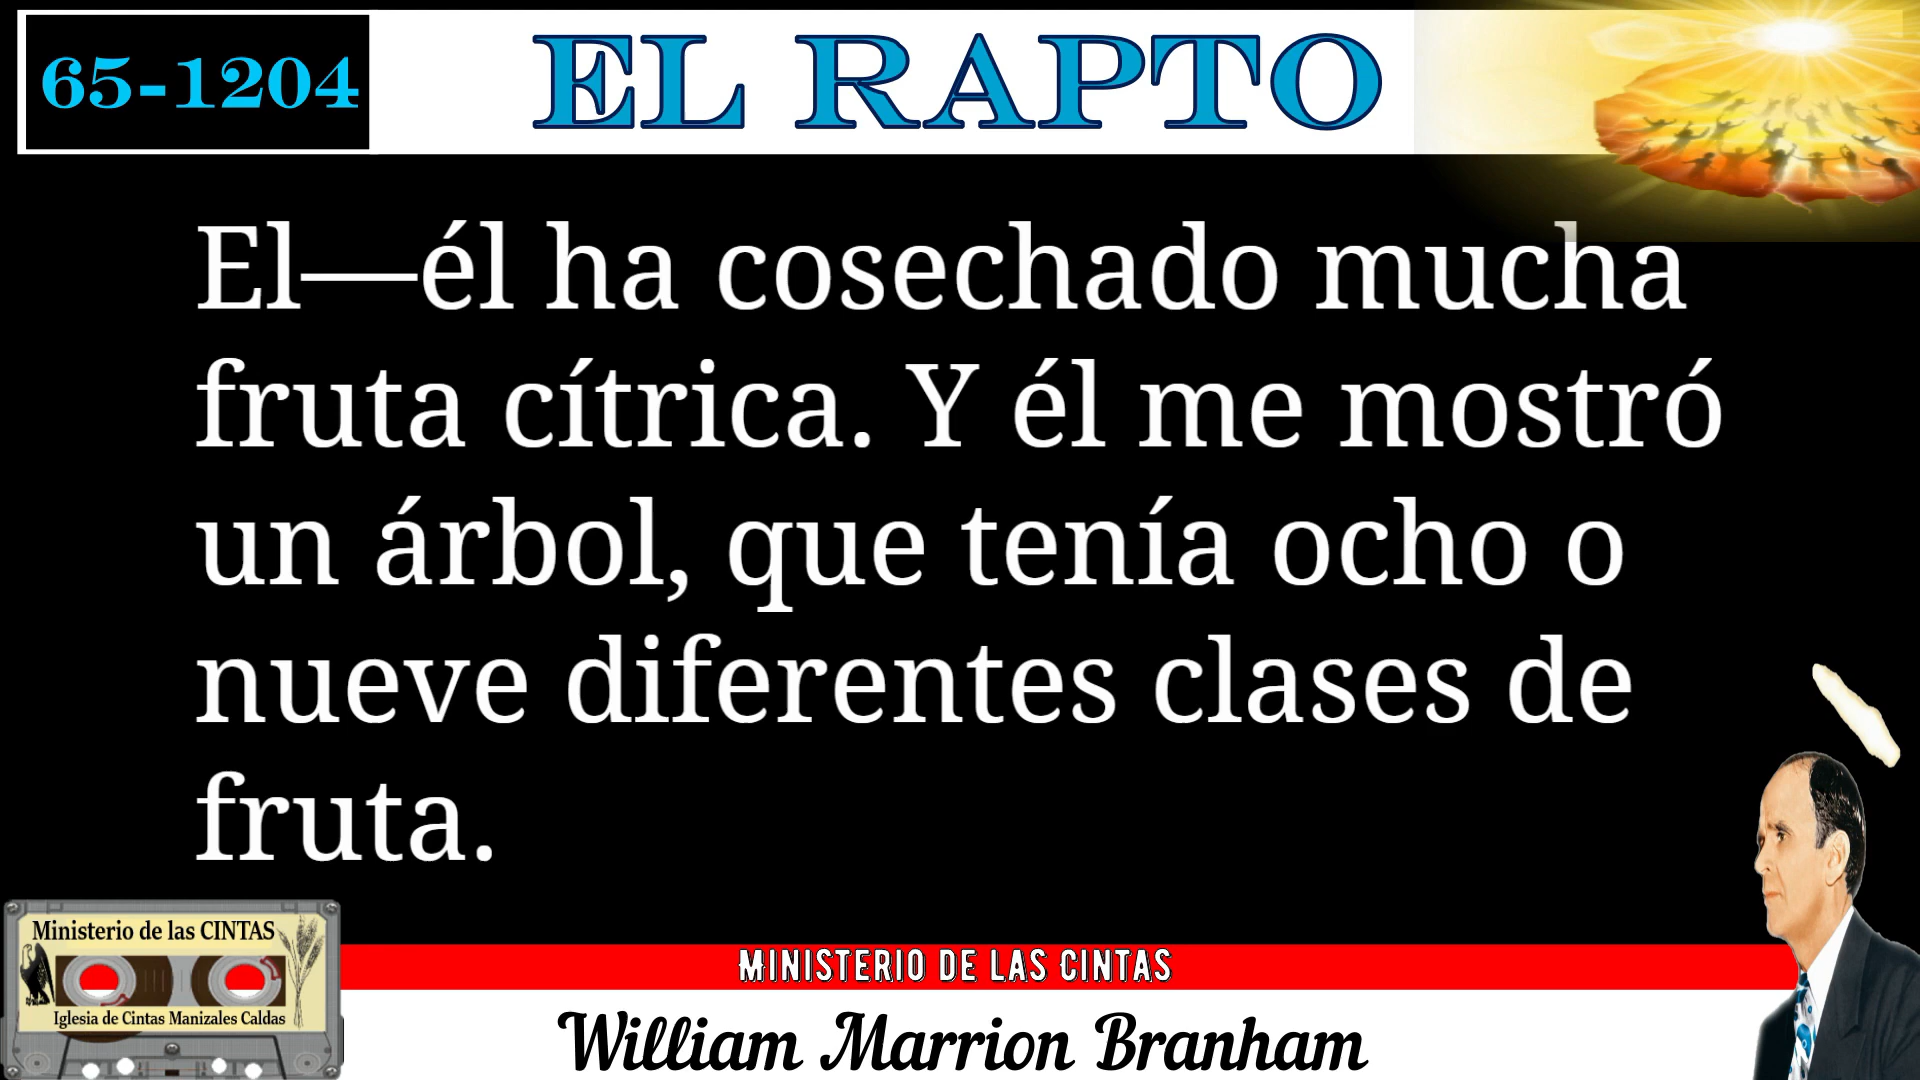 65-1204
EL RAPTO
El—él ha cosechado mucha
fruta cítrica. Y él me mostró
un árbol, que tenía ocho o
nueve diferentes clases de
fruta.
Ministerio de las CINTAS
Iglesia de Cintas Manizales Caldas
MINISTERIO DE LAS CINTAS
William Marrion Branham